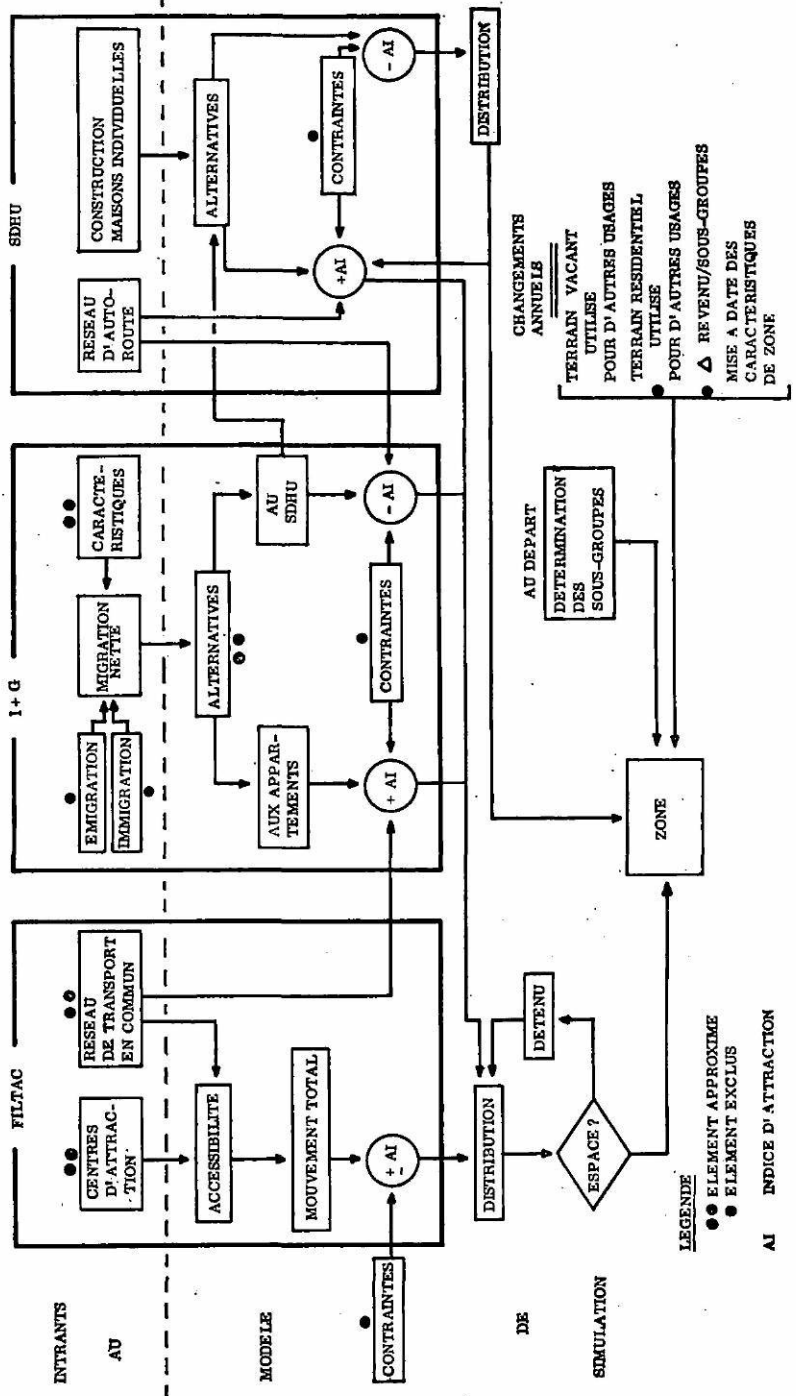 FILTAC
I + G
SDHU
INTRANTS
AU
MODELE
DE
SIMULATION
CENTRES
D'ATTRAC-
TION
RESEAU
DE TRANSPORT
EN COMMUN
ACCESSIBILITE
MOUVEMENT TOTAL
+ AI
-
CONTRAINTES
EMIGRATION
IMMIGRATION
MIGRATION
NETTE
CARACTE-
RISTIQUES
ALTERNATIVES
AUX APPAR-
TEMENTS
AU
SDHU
CONTRAINTES
+ AI
- AI
RESEAU
D'AUTO-
ROUTE
CONSTRUCTION
MAISONS INDIVIDUELLES
ALTERNATIVES
CONTRAINTES
+AI
- AI
DISTRIBUTION
DISTRIBUTION
DETENU
ESPACE ?
ZONE
AU DEPART
DETERMINATION
DES
SOUS-GROUPES
CHANGEMENTS
ANNUELS
TERRAIN VACANT
UTILISE
POUR D'AUTRES USAGES
TERRAIN RESIDENTIEL
UTILISE
POUR D'AUTRES USAGES
Δ REVENU/SOUS-GROUPES
MISE A DATE DES
CARACTERISTIQUES
DE ZONE
LEGENDE
●● ELEMENT APPROXIME
● ELEMENT EXCLUS
AI INDICE D'ATTRACTION